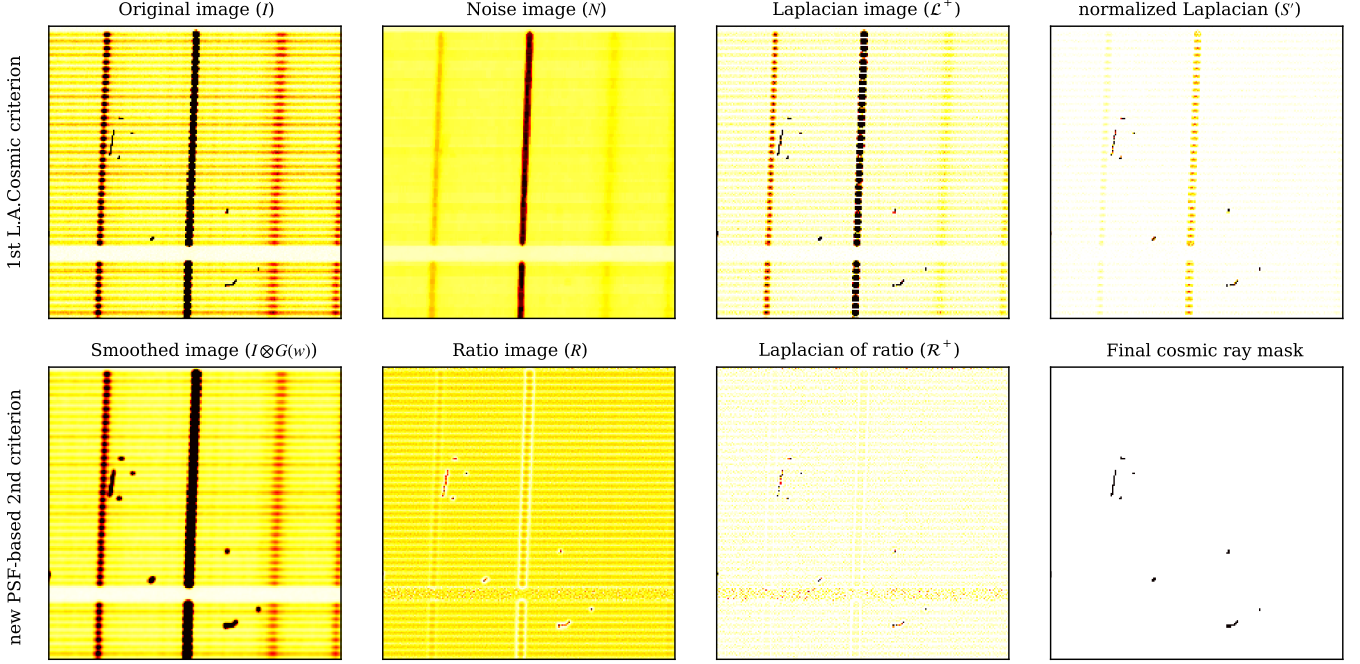 Original image (I)
Noise image (N)
Laplacian image (ℒ⁺)
normalized Laplacian (S′)
1st L.A.Cosmic criterion
Smoothed image (I⊗G(w))
Ratio image (R)
Laplacian of ratio (ℛ⁺)
Final cosmic ray mask
new PSF-based 2nd criterion